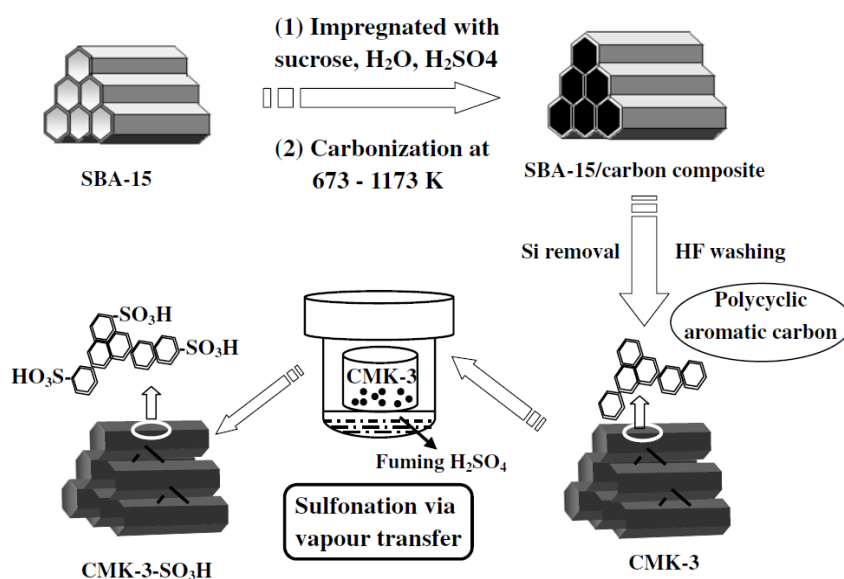 (1) Impregnated with
sucrose, H₂O, H₂SO4
(2) Carbonization at
673 - 1173 K
SBA-15
SBA-15/carbon composite
Si removal
HF washing
Polycyclic
aromatic carbon
CMK-3
CMK-3
Fuming H₂SO₄
Sulfonation via
vapour transfer
-SO₃H
-SO₃H
HO₃S-
CMK-3-SO₃H